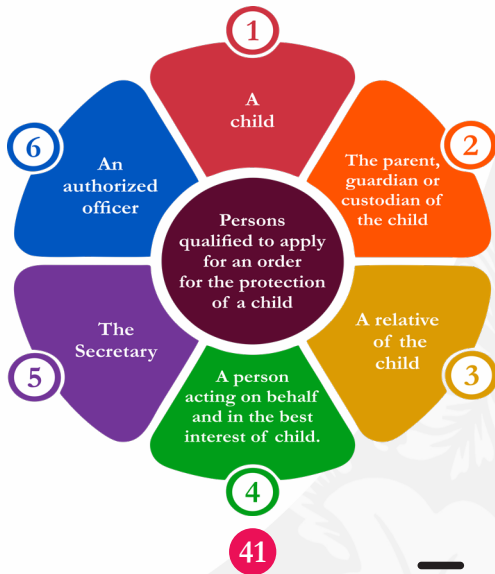 Persons
qualified to apply
for an order
for the protection
of a child
1
A
child
2
The parent,
guardian or
custodian of
the child
3
A relative
of the
child
4
A person
acting on behalf
and in the best
interest of child.
5
The
Secretary
6
An
authorized
officer
41